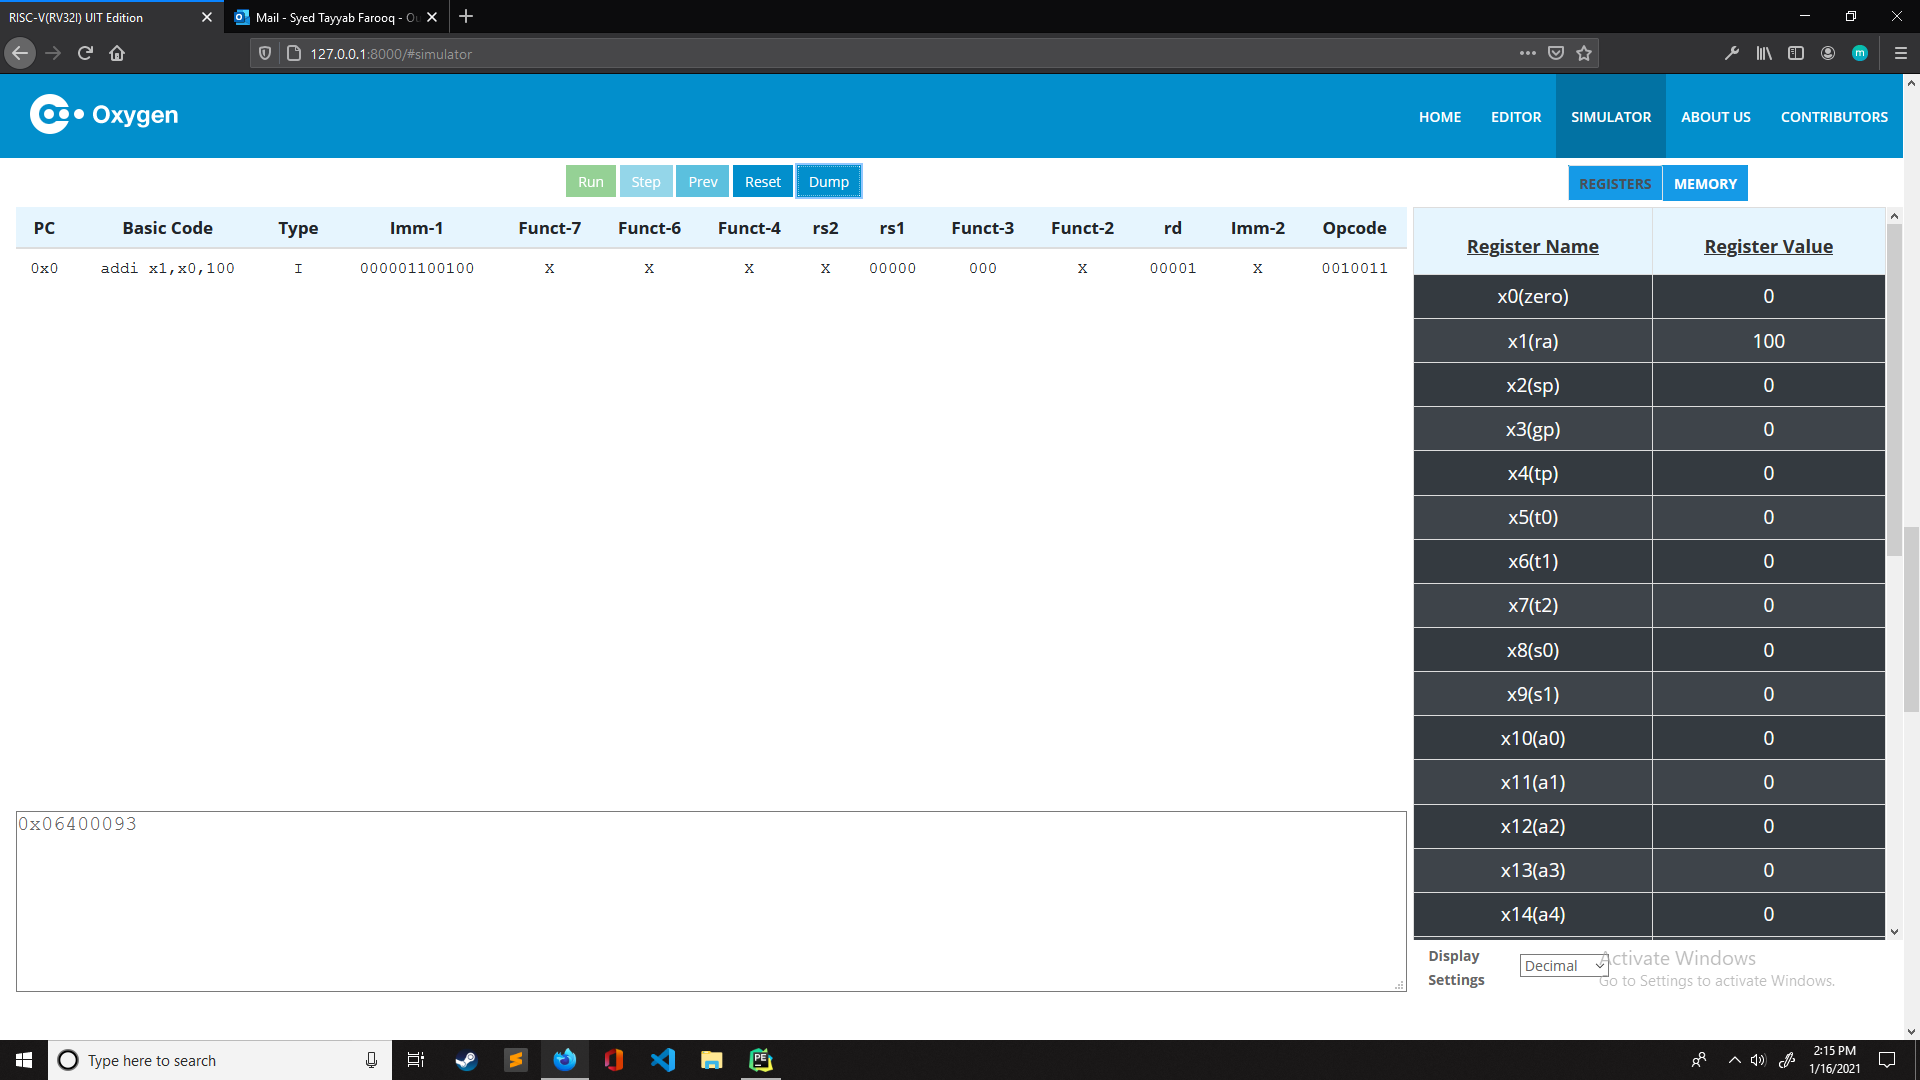 RISC-V(RV32I) UIT Edition
Mail - Syed Tayyab Farooq - Ou
127.0.0.1:8000/#simulator
Oxygen
HOME EDITOR SIMULATOR ABOUT US CONTRIBUTORS
Run Step Prev Reset Dump
REGISTERS MEMORY
PC Basic Code Type Imm-1 Funct-7 Funct-6 Funct-4 rs2 rs1 Funct-3 Funct-2 rd Imm-2 Opcode
0x0 addi x1,x0,100 I 000001100100 X X X X 00000 000 X 00001 X 0010011
Register Name Register Value
x0(zero) 0
x1(ra) 100
x2(sp) 0
x3(gp) 0
x4(tp) 0
x5(t0) 0
x6(t1) 0
x7(t2) 0
x8(s0) 0
x9(s1) 0
x10(a0) 0
x11(a1) 0
x12(a2) 0
x13(a3) 0
x14(a4) 0
0x06400093
Display Settings Decimal
Activate Windows
Go to Settings to activate Windows.
Type here to search
2:15 PM
1/16/2021